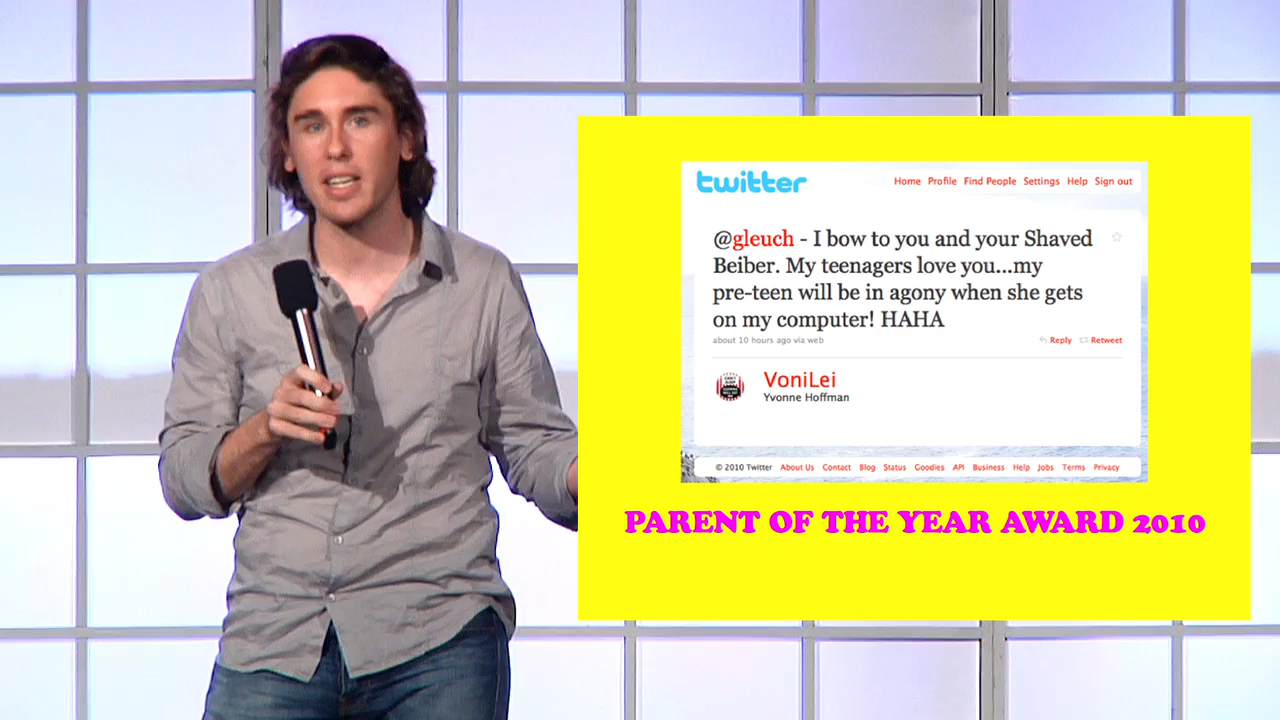 twitter
Home Profile Find People Settings Help Sign out
@gleuch - I bow to you and your Shaved
Beiber. My teenagers love you...my
pre-teen will be in agony when she gets
on my computer! HAHA
about 10 hours ago via web
Reply Retweet
VoniLei
Yvonne Hoffman
© 2010 Twitter About Us Contact Blog Status Goodies API Business Help Jobs Terms Privacy
PARENT OF THE YEAR AWARD 2010